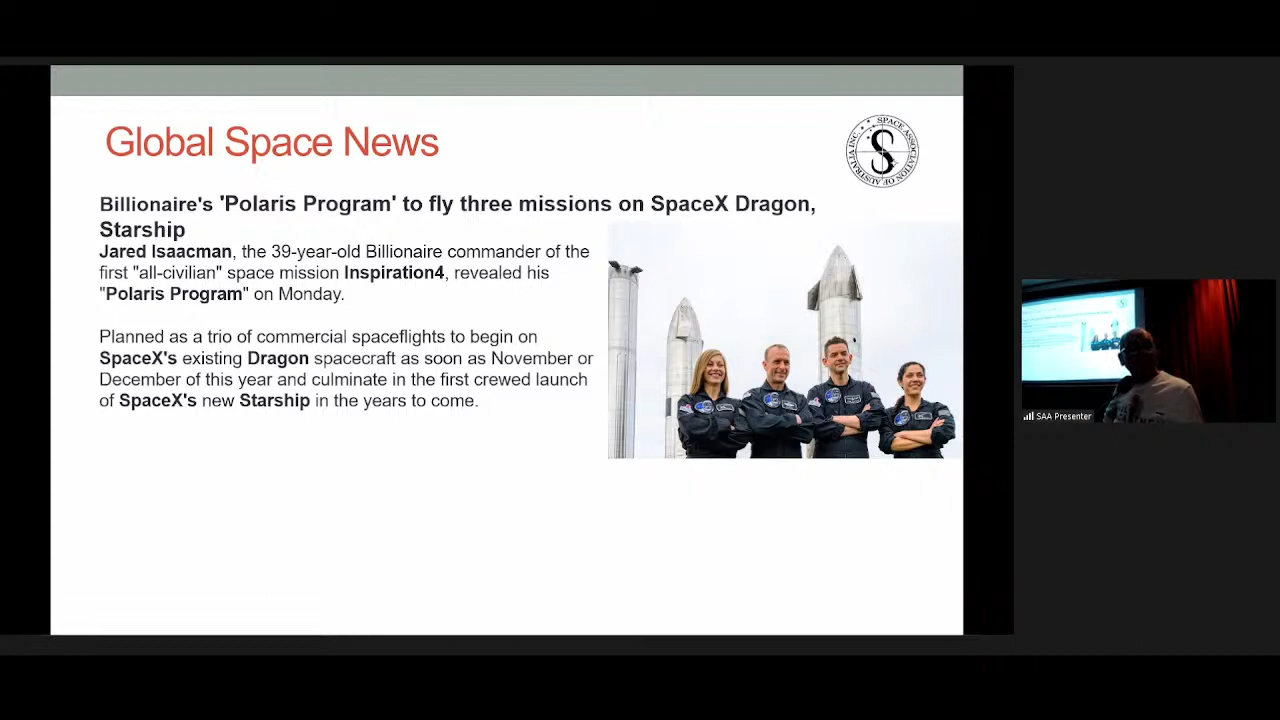 Global Space News
SPACE ASSOCIATION OF AUSTRALIA INC.
S
Billionaire's 'Polaris Program' to fly three missions on SpaceX Dragon,
Starship
Jared Isaacman, the 39-year-old Billionaire commander of the
first "all-civilian" space mission Inspiration4, revealed his
"Polaris Program" on Monday.
Planned as a trio of commercial spaceflights to begin on
SpaceX's existing Dragon spacecraft as soon as November or
December of this year and culminate in the first crewed launch
of SpaceX's new Starship in the years to come.
SAA Presenter